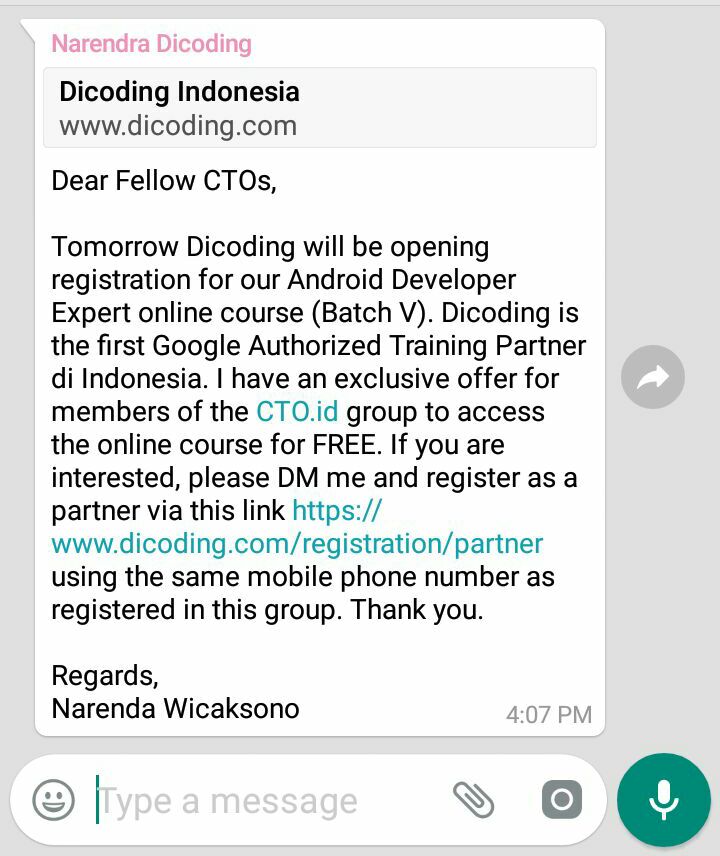 Narendra Dicoding
Dicoding Indonesia
www.dicoding.com
Dear Fellow CTOs,
Tomorrow Dicoding will be opening
registration for our Android Developer
Expert online course (Batch V). Dicoding is
the first Google Authorized Training Partner
di Indonesia. I have an exclusive offer for
members of the CTO.id group to access
the online course for FREE. If you are
interested, please DM me and register as a
partner via this link https://
www.dicoding.com/registration/partner
using the same mobile phone number as
registered in this group. Thank you.
Regards,
Narenda Wicaksono
4:07 PM
Type a message